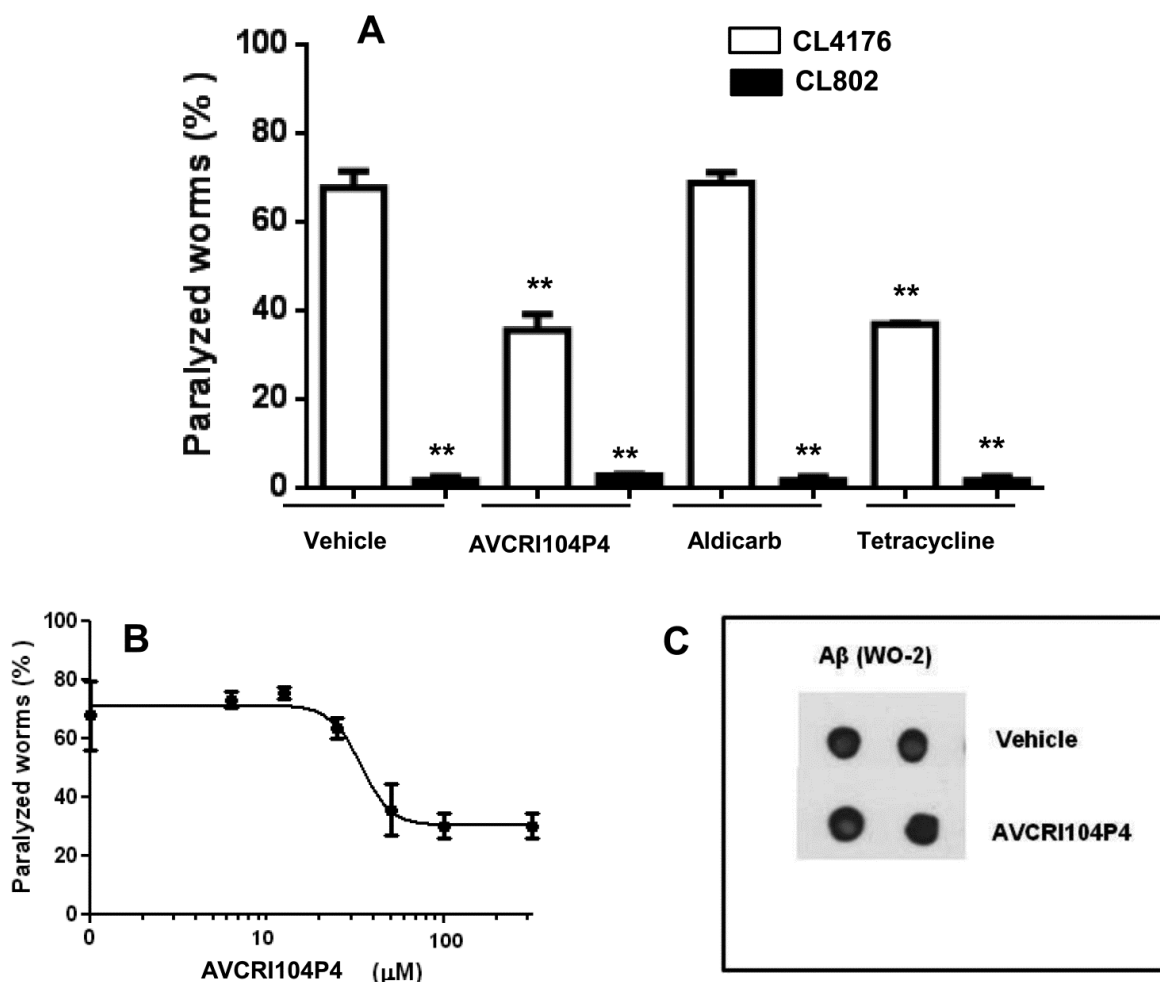 A
CL4176
CL802
Paralyzed worms (%)
100
80
60
40
20
0
** ** ** ** ** **
Vehicle AVCRI104P4 Aldicarb Tetracycline
B
Paralyzed worms (%)
100
80
60
40
20
0
0 10 100
AVCRI104P4 (μM)
C
Aβ (WO-2)
Vehicle
AVCRI104P4